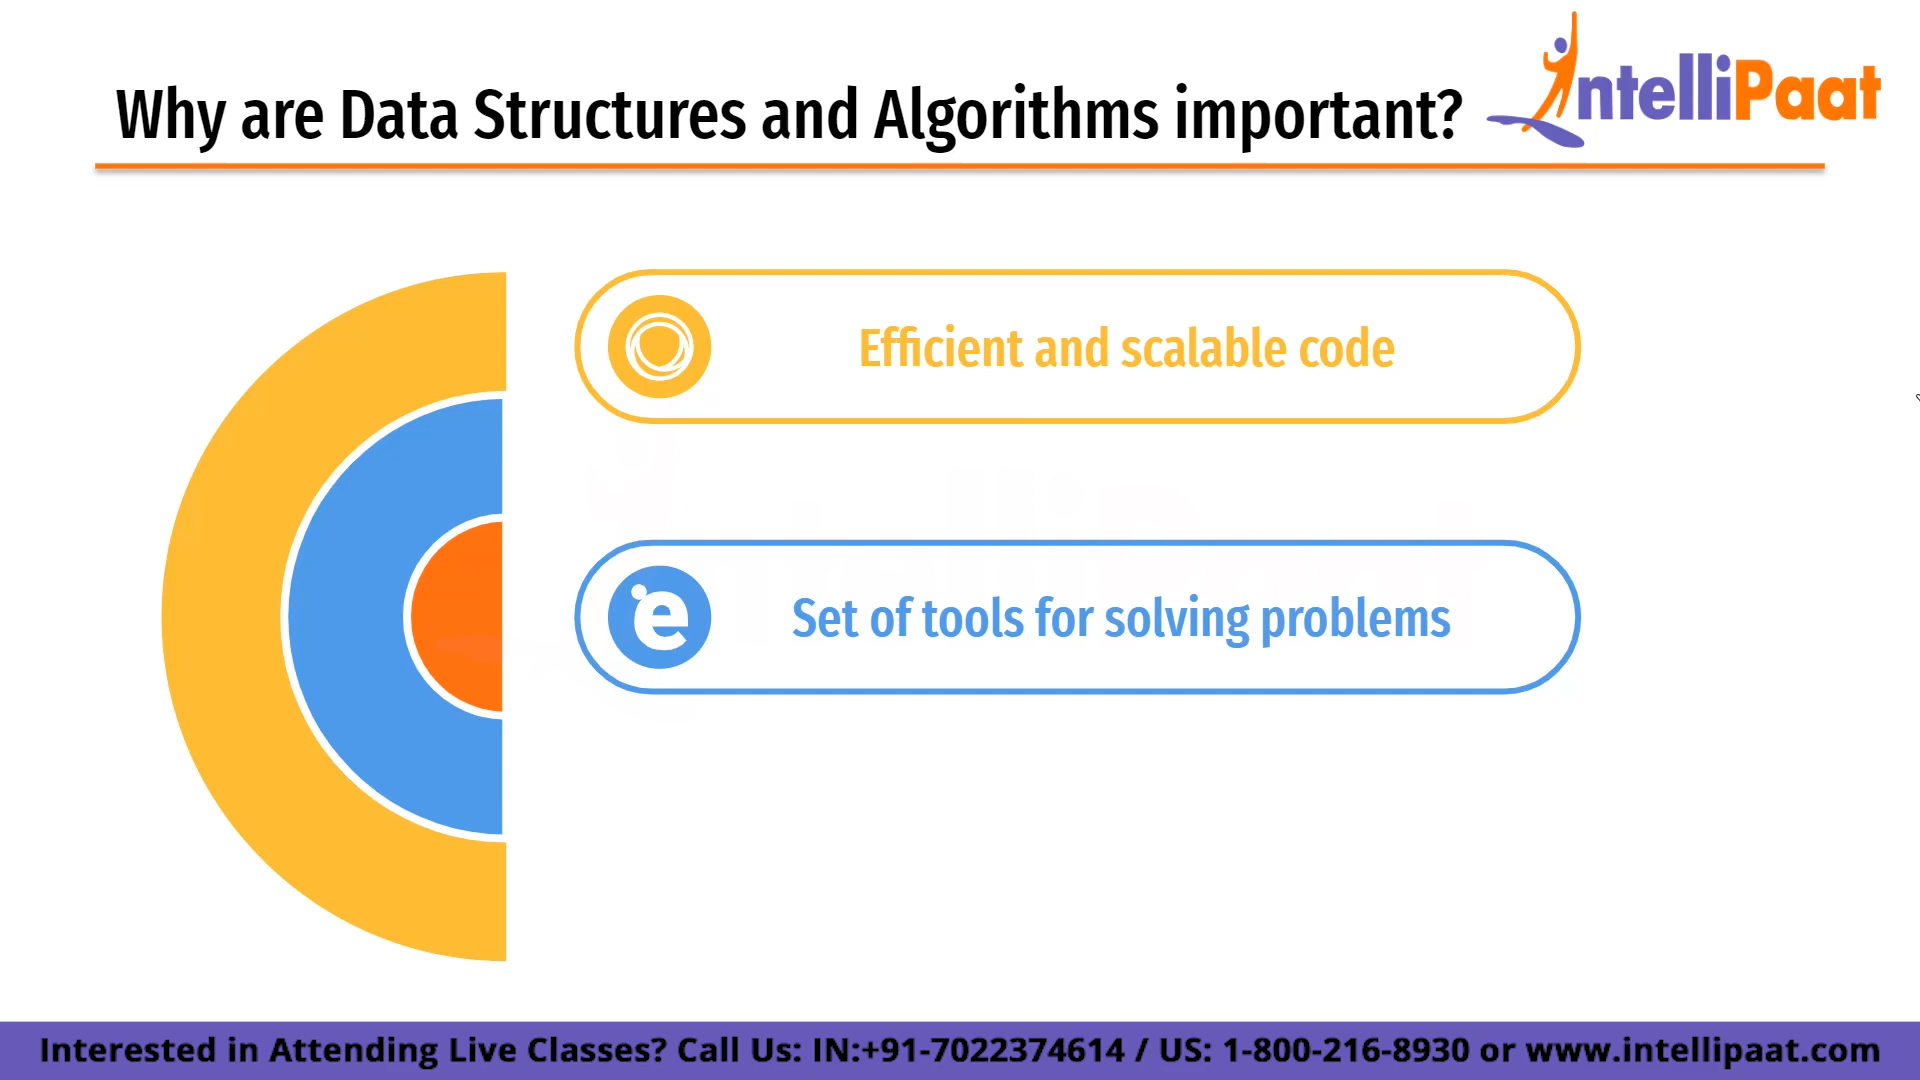 Why are Data Structures and Algorithms important?
IntelliPaat
Efficient and scalable code
e
Set of tools for solving problems
Interested in Attending Live Classes? Call Us: IN:+91-7022374614 / US: 1-800-216-8930 or www.intellipaat.com